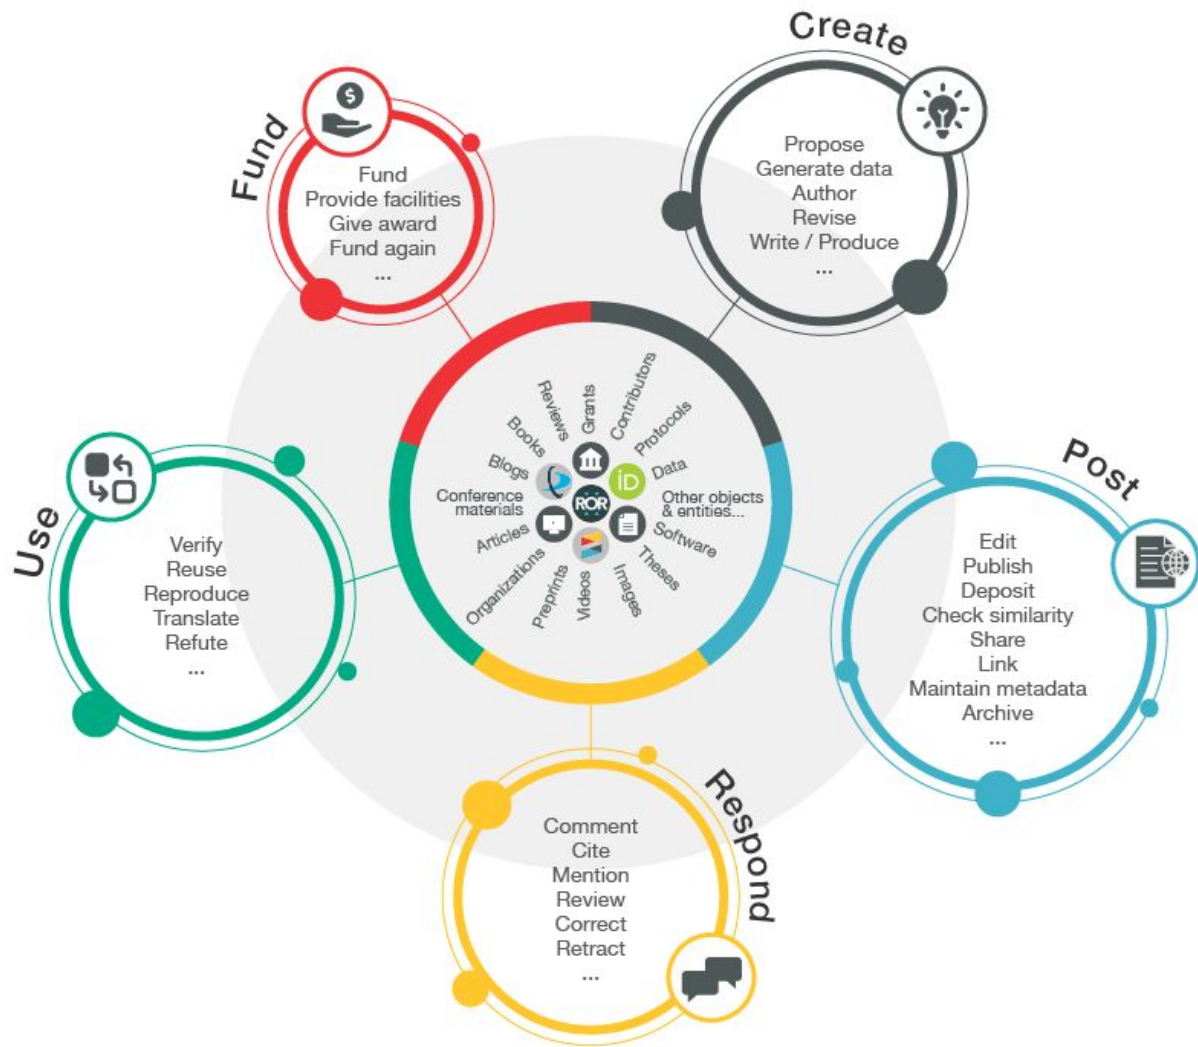 Fund
Fund
Provide facilities
Give award
Fund again
...
Create
Propose
Generate data
Author
Revise
Write / Produce
...
Post
Edit
Publish
Deposit
Check similarity
Share
Link
Maintain metadata
Archive
...
Respond
Comment
Cite
Mention
Review
Correct
Retract
...
Use
Verify
Reuse
Reproduce
Translate
Refute
...
Grants
Contributors
Protocols
Data
Other objects
& entities...
Software
Theses
Images
Videos
Preprints
Organizations
Articles
Conference
materials
Blogs
Books
Reviews
iD
ROR
$